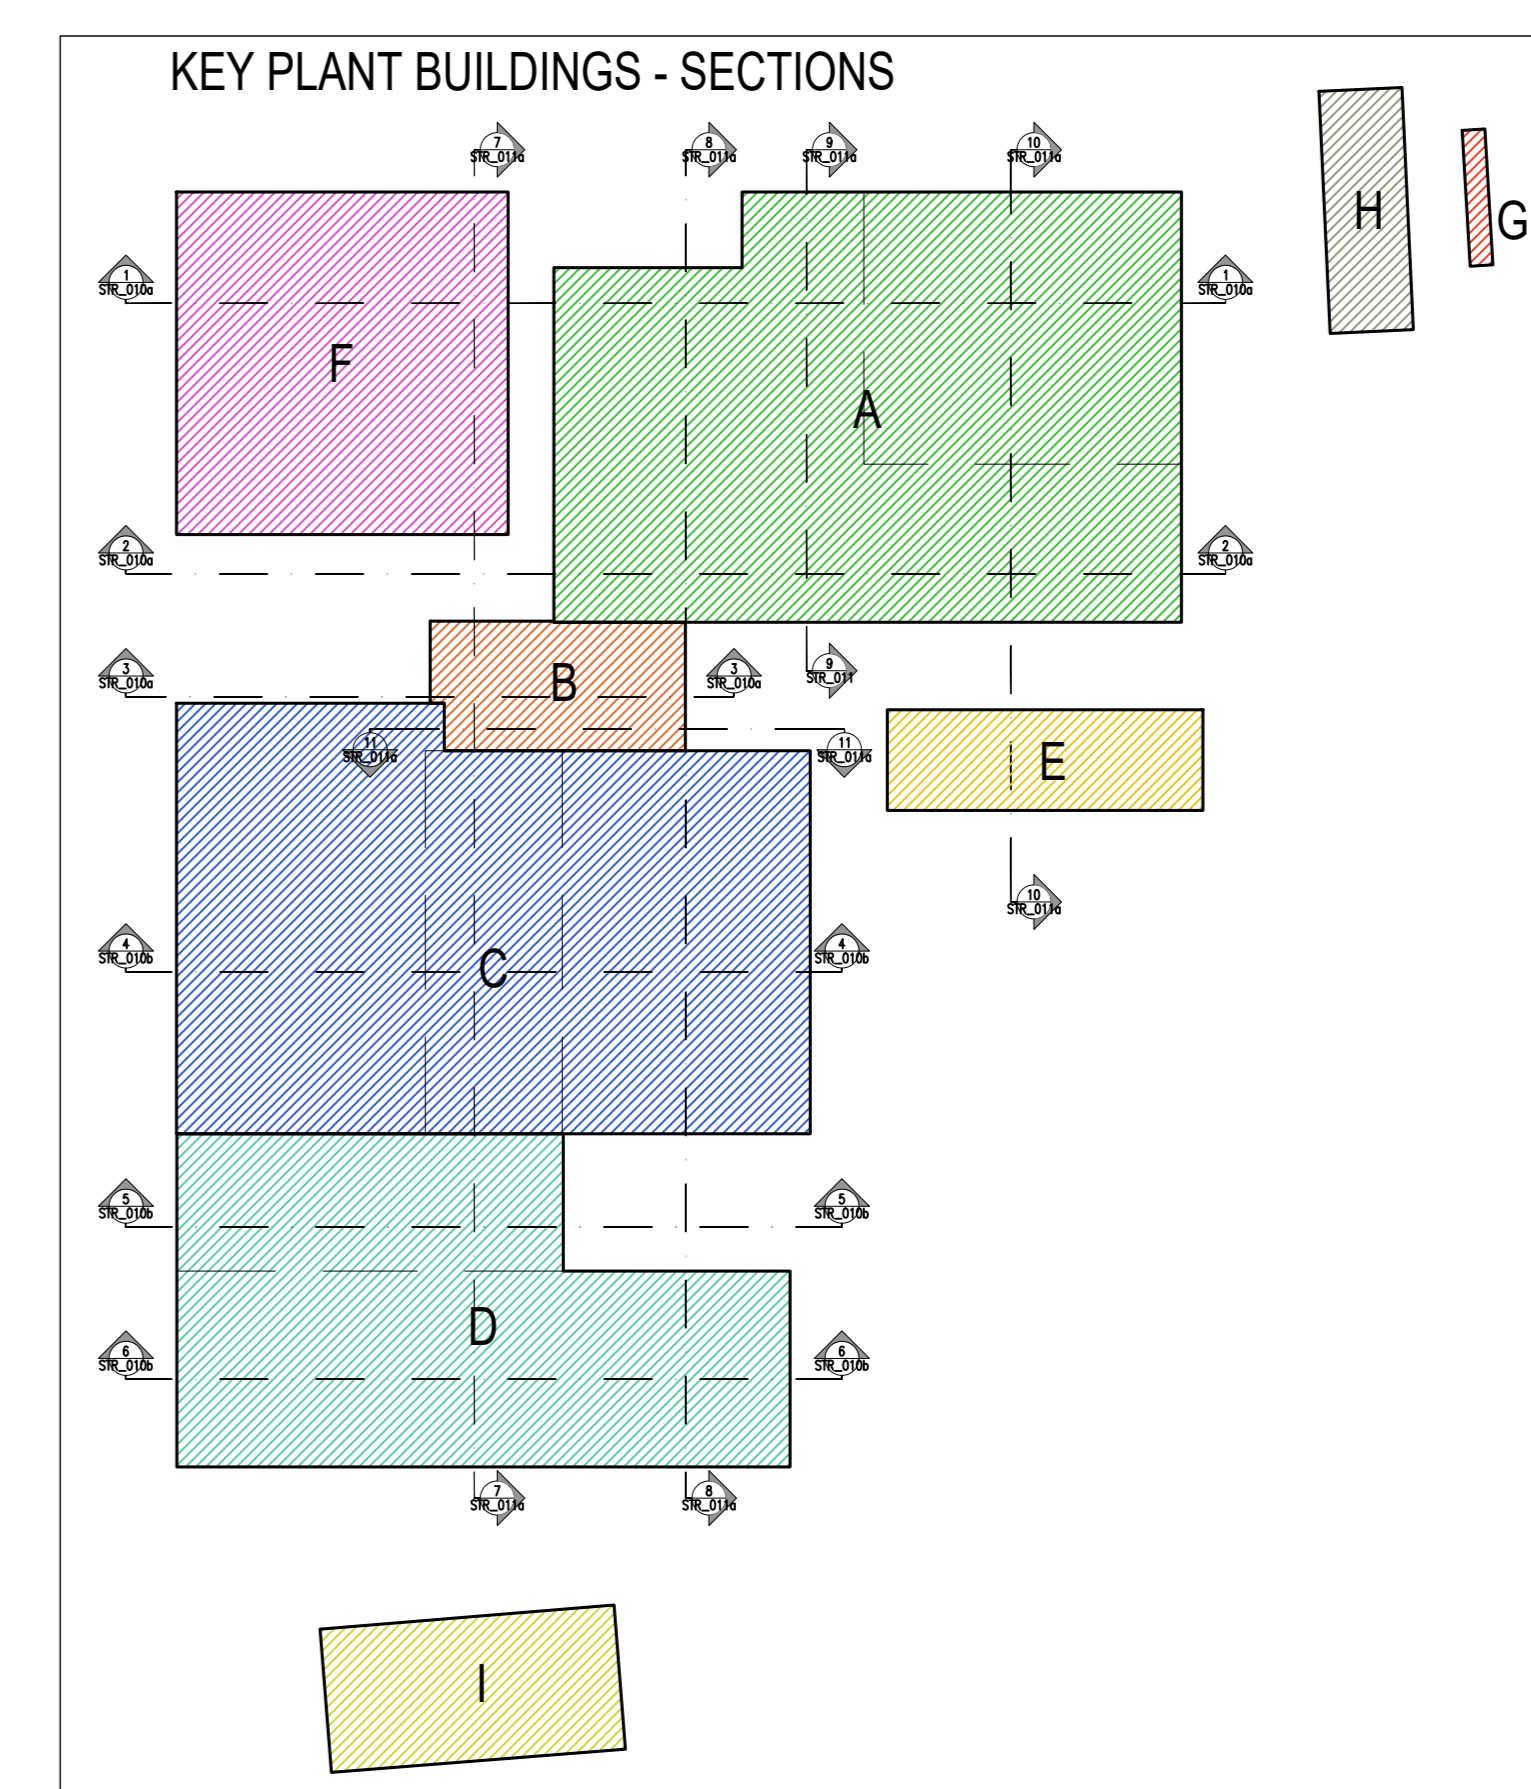 KEY PLANT BUILDINGS - SECTIONS
7
STR_011a
8
STR_011a
9
STR_011a
10
STR_011a
H
G
1
STR_010a
1
STR_010a
F
A
2
STR_010a
2
STR_010a
3
STR_010a
B
3
STR_010a
9
STR_011
11
STR_011a
11
STR_011a
E
10
STR_011a
4
STR_010b
C
4
STR_010b
5
STR_010b
5
STR_010b
D
6
STR_010b
6
STR_010b
7
STR_011a
8
STR_011a
I